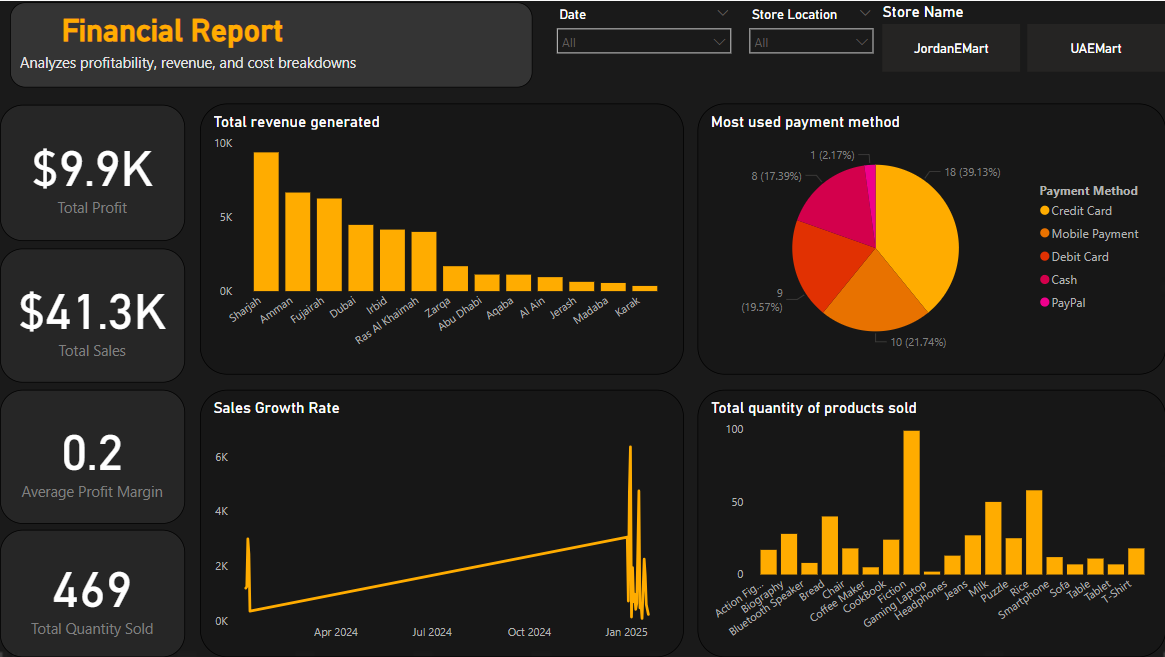 Financial Report
Analyzes profitability, revenue, and cost breakdowns
Date
All
Store Location
All
Store Name
JordanEMart
UAEMart
$9.9K
Total Profit
$41.3K
Total Sales
0.2
Average Profit Margin
469
Total Quantity Sold
Total revenue generated
10K
5K
0K
Sharjah
Amman
Fujairah
Dubai
Irbid
Ras Al Khaimah
Zarqa
Abu Dhabi
Aqaba
Al Ain
Jerash
Madaba
Karak
Most used payment method
1 (2.17%)
8 (17.39%)
18 (39.13%)
9
(19.57%)
10 (21.74%)
Payment Method
Credit Card
Mobile Payment
Debit Card
Cash
PayPal
Sales Growth Rate
6K
4K
2K
0K
Apr 2024
Jul 2024
Oct 2024
Jan 2025
Total quantity of products sold
100
50
0
Action Fig…
Biography
Bluetooth Speaker
Bread
Chair
Coffee Maker
CookBook
Fiction
Gaming Laptop
Headphones
Jeans
Milk
Puzzle
Rice
Smartphone
Sofa
Table
Tablet
T-Shirt